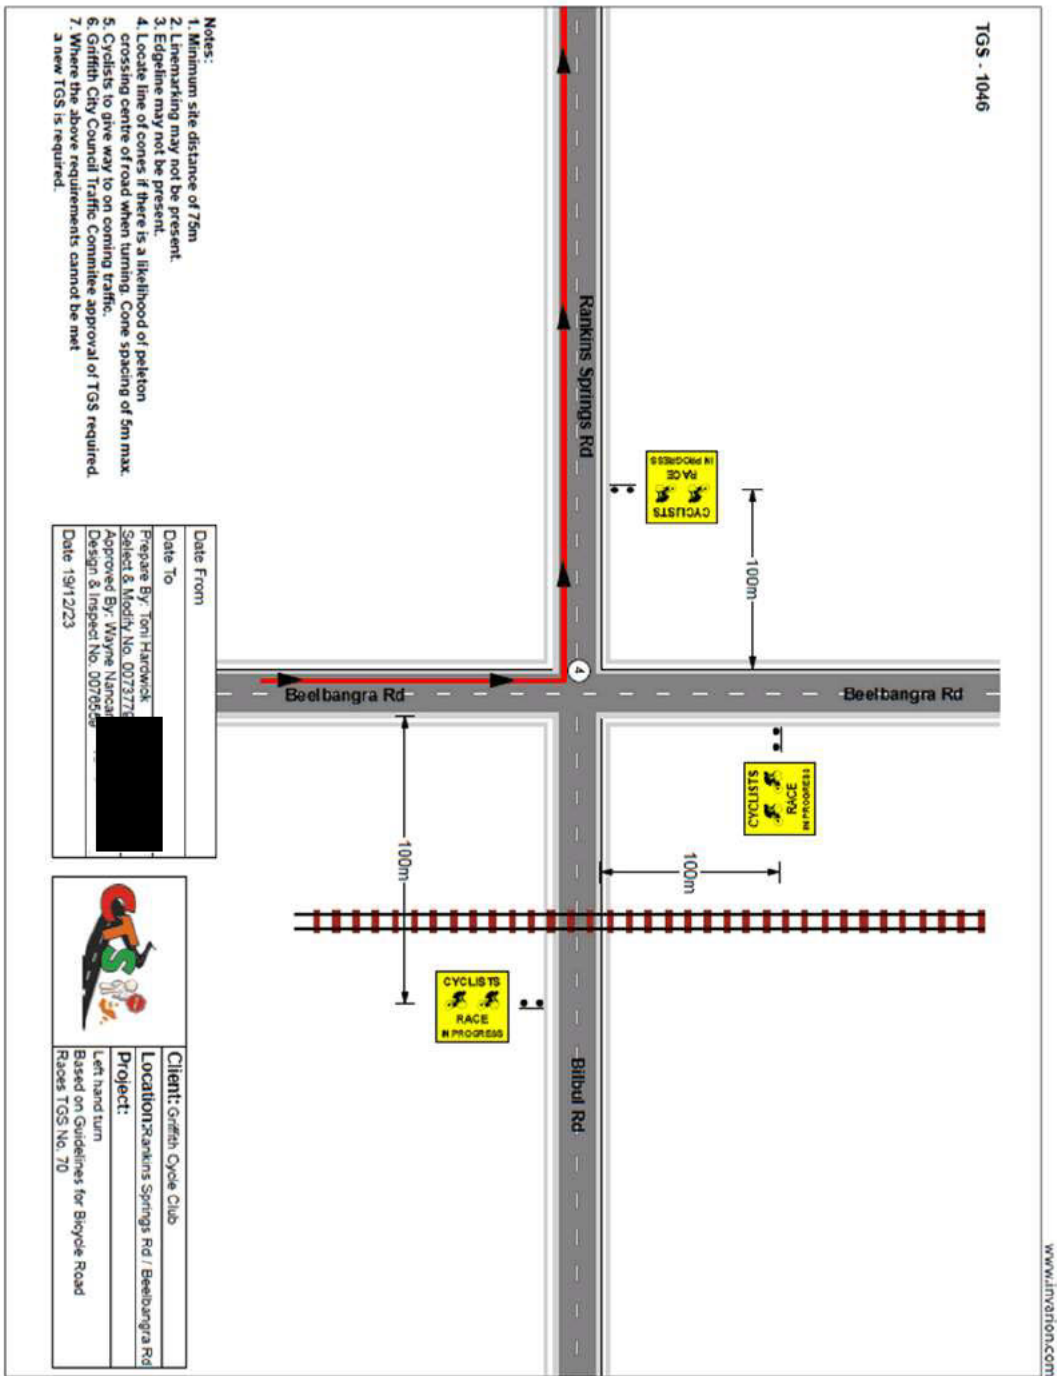 TGS - 1046
www.invarion.com
Rankins Springs Rd
Beelbangra Rd
Beelbangra Rd
Bilbul Rd
4
CYCLISTS
RACE
IN PROGRESS
100m
CYCLISTS
RACE
IN PROGRESS
100m
CYCLISTS
RACE
IN PROGRESS
100m
Notes:
1. Minimum site distance of 75m
2. Linemarking may not be present.
3. Edgeline may not be present.
4. Locate line of cones if there is a likelihood of peleton
crossing centre of road when turning. Cone spacing of 5m max.
5. Cyclists to give way to on coming traffic.
6. Griffith City Council Traffic Commitee approval of TGS required.
7. Where the above requirements cannot be met
a new TGS is required.
Date From
Date To
Prepare By: Toni Hardwick
Select & Modify No.
Approved By: Wayne
Design & Inspect No.
Date 19/12/23
CTS
Client: Griffith Cycle Club
Location: Rankins Springs Rd / Beelbangra Rd
Project:
Left hand turn
Based on Guidelines for Bicycle Road
Races TGS No. 70